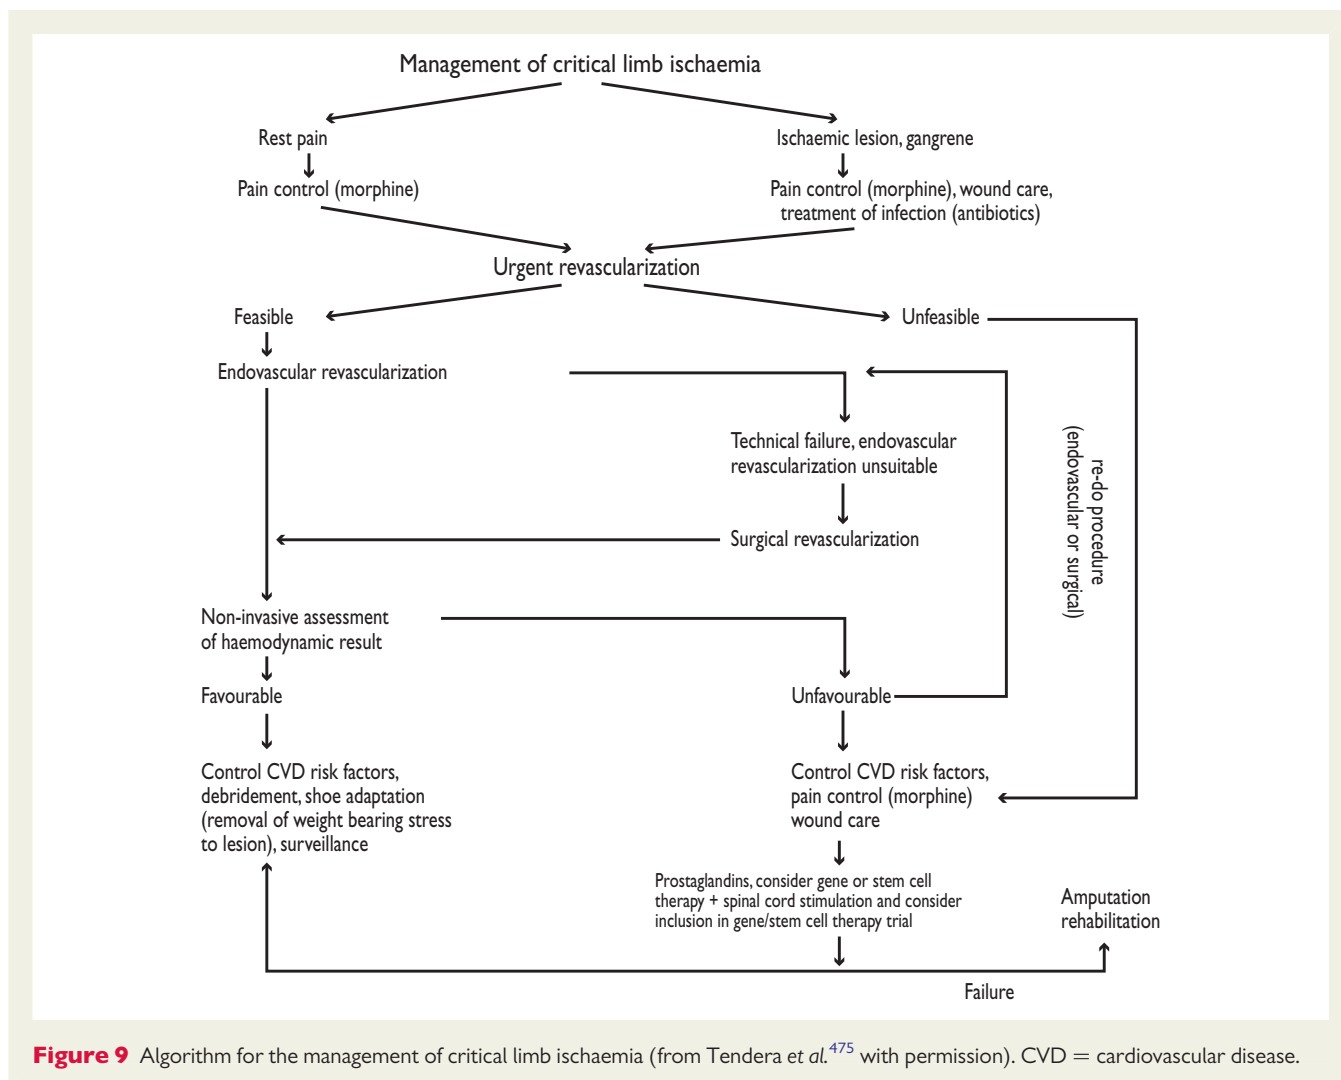 Management of critical limb ischaemia
Rest pain
Ischaemic lesion, gangrene
Pain control (morphine)
Pain control (morphine), wound care,
treatment of infection (antibiotics)
Urgent revascularization
Feasible
Unfeasible
Endovascular revascularization
Technical failure, endovascular
revascularization unsuitable
re-do procedure
(endovascular or surgical)
Surgical revascularization
Non-invasive assessment
of haemodynamic result
Favourable
Unfavourable
Control CVD risk factors,
debridement, shoe adaptation
(removal of weight bearing stress
to lesion), surveillance
Control CVD risk factors,
pain control (morphine)
wound care
Prostaglandins, consider gene or stem cell
therapy + spinal cord stimulation and consider
inclusion in gene/stem cell therapy trial
Amputation
rehabilitation
Failure
Figure 9 Algorithm for the management of critical limb ischaemia (from Tendera et al.475 with permission). CVD = cardiovascular disease.